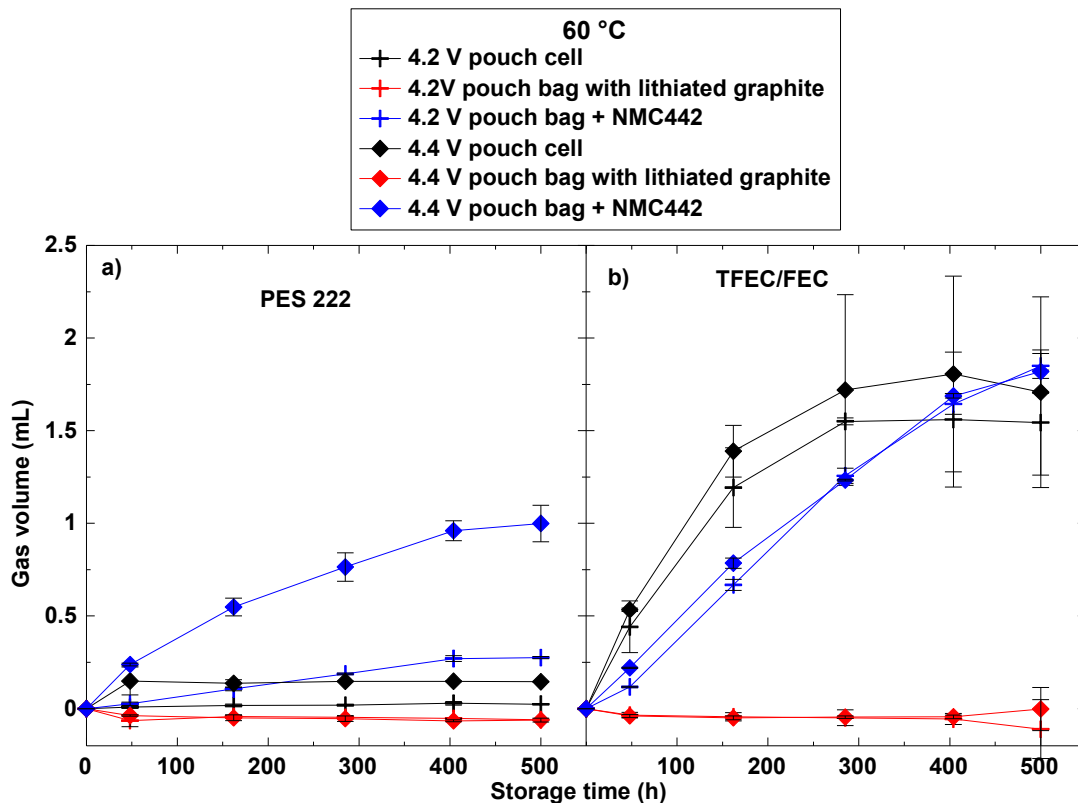 60 °C
4.2 V pouch cell
4.2V pouch bag with lithiated graphite
4.2 V pouch bag + NMC442
4.4 V pouch cell
4.4 V pouch bag with lithiated graphite
4.4 V pouch bag + NMC442
a)
PES 222
b)
TFEC/FEC
2.5
2
1.5
1
0.5
0
Gas volume (mL)
0 100 200 300 400 500 0 100 200 300 400 500
Storage time (h)